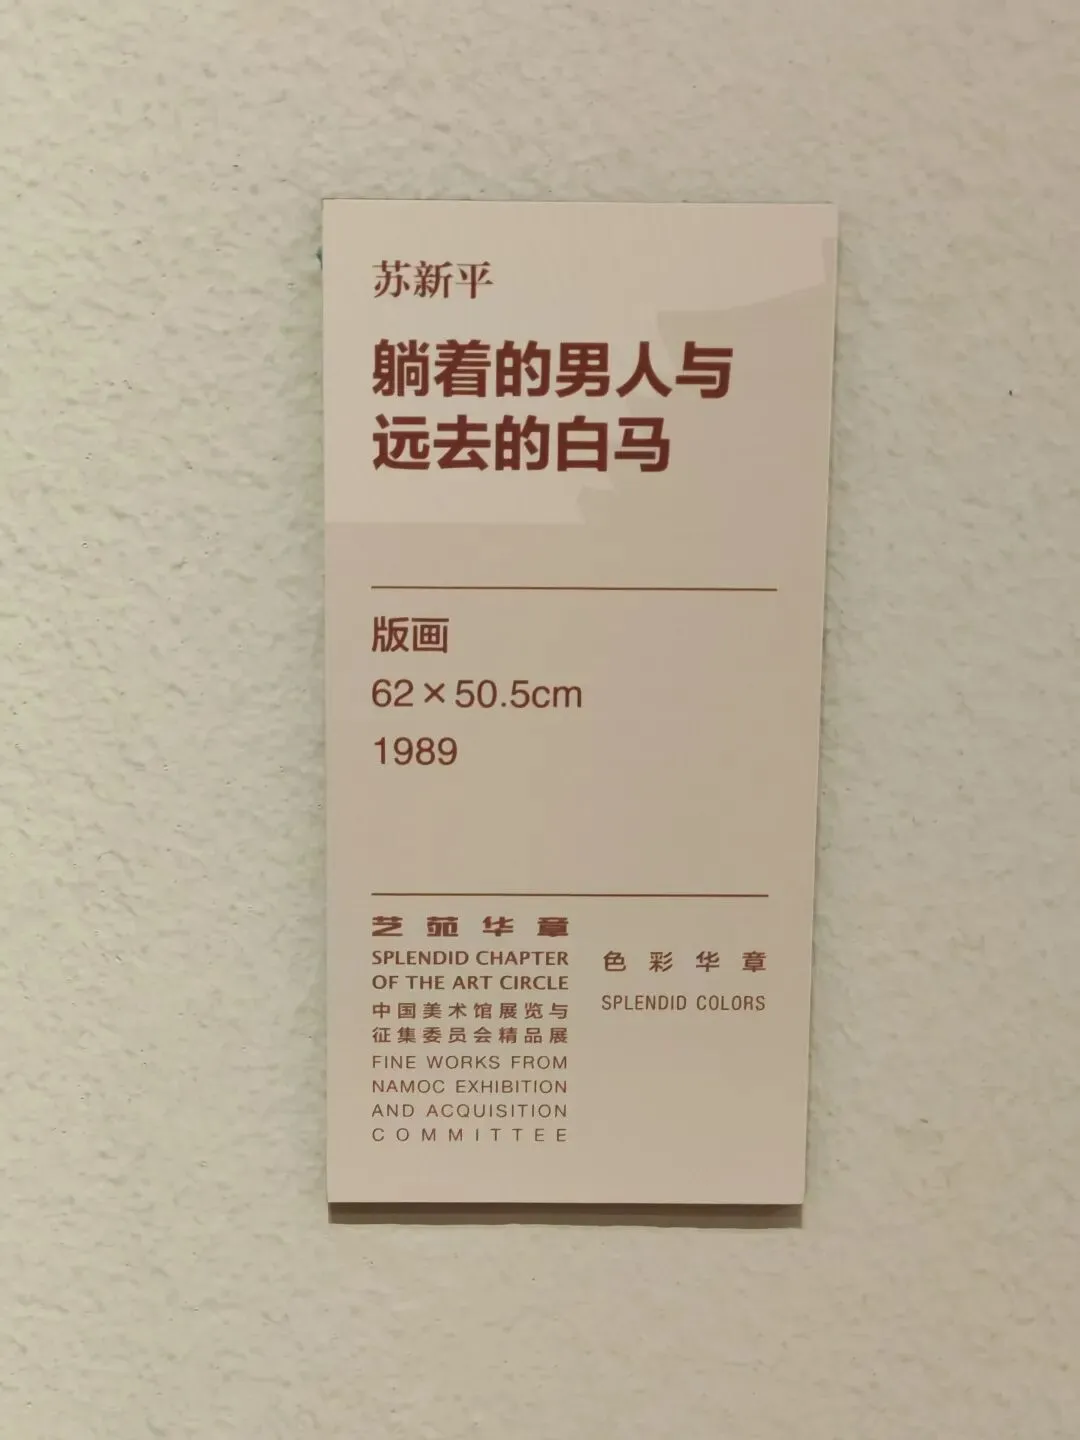 苏新平
躺着的男人与
远去的白马
版画
62×50.5cm
1989
艺苑华章
SPLENDID CHAPTER
OF THE ART CIRCLE
中国美术馆展览与
征集委员会精品展
FINE WORKS FROM
NAMOC EXHIBITION
AND ACQUISITION
COMMITTEE
色彩华章
SPLENDID COLORS